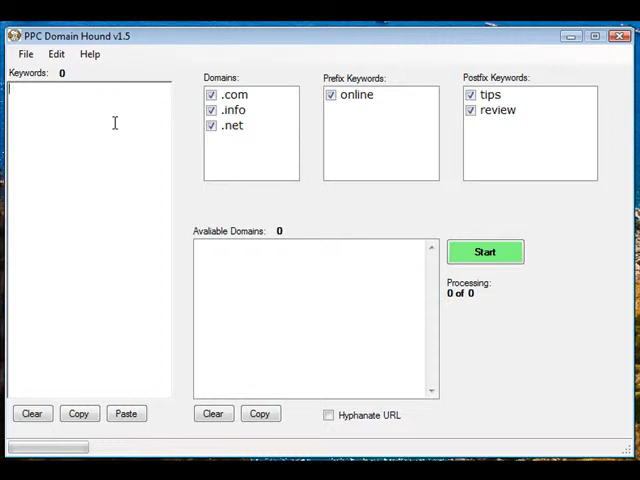 PPC Domain Hound v1.5
File Edit Help
Keywords: 0
Domains:
.com
.info
.net
Prefix Keywords:
online
Postfix Keywords:
tips
review
Avaliable Domains: 0
Start
Processing:
0 of 0
Clear Copy Paste
Clear Copy
Hyphanate URL